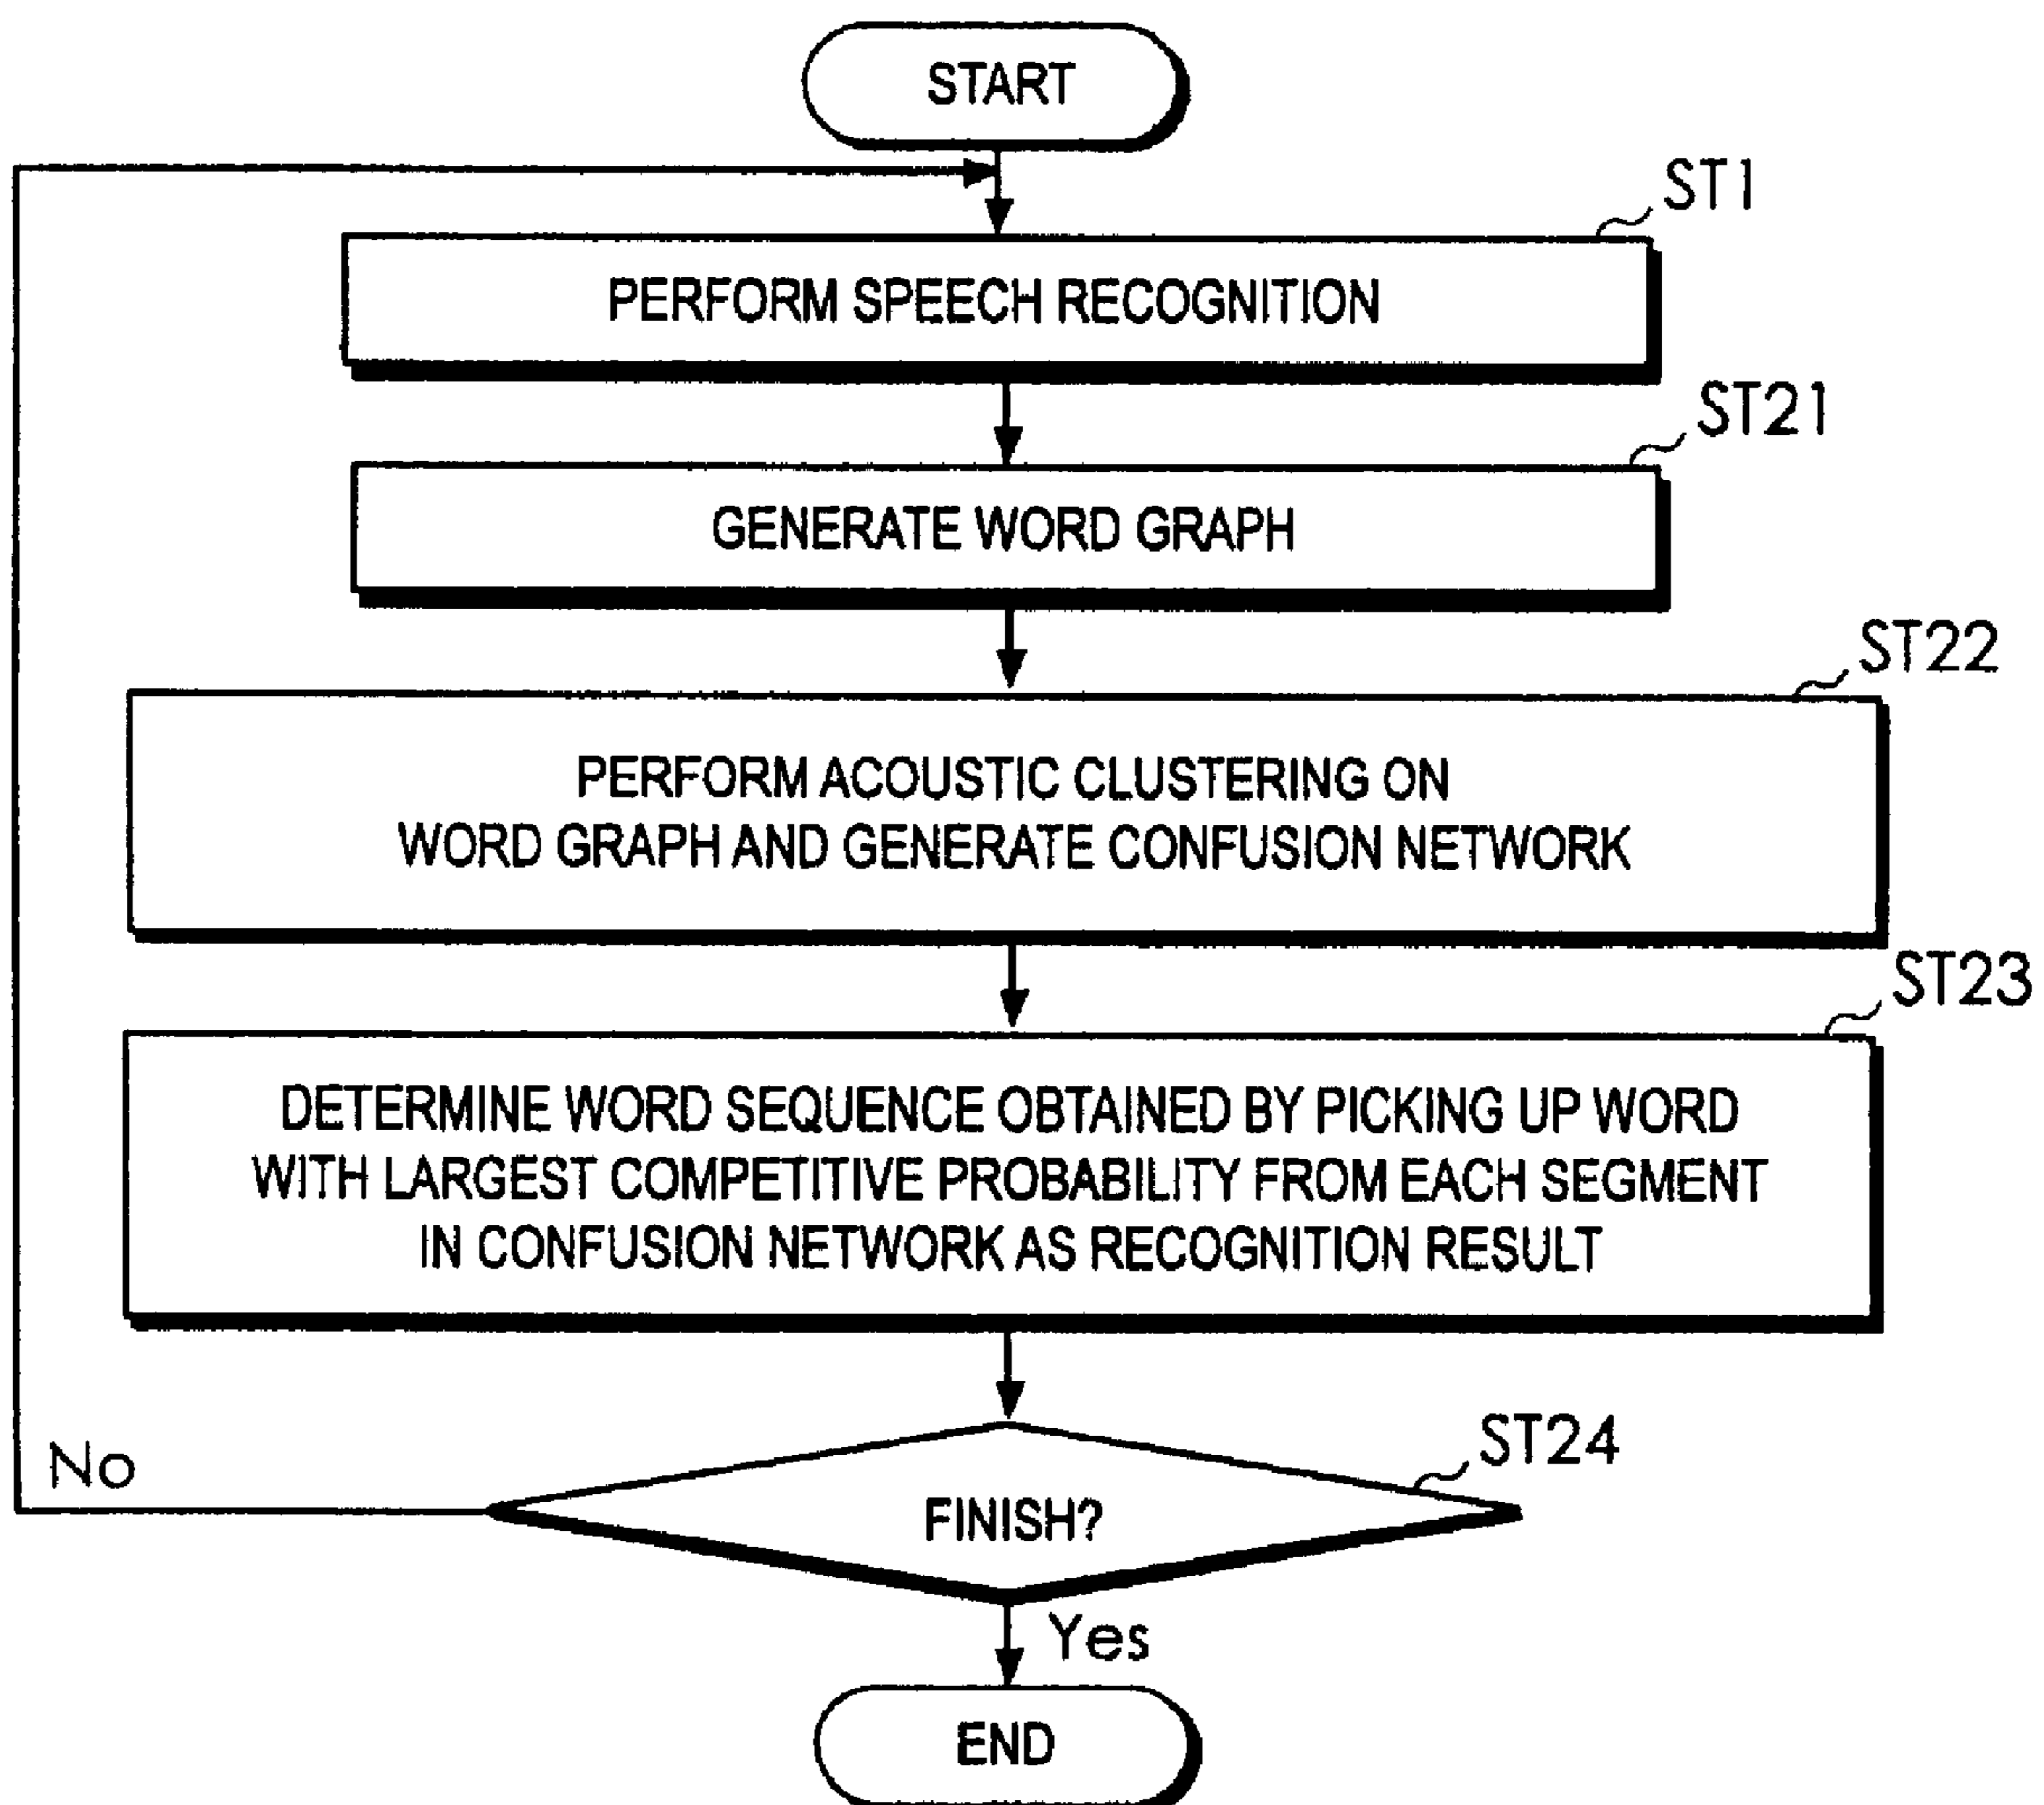 START
ST1
PERFORM SPEECH RECOGNITION
ST21
GENERATE WORD GRAPH
ST22
PERFORM ACOUSTIC CLUSTERING ON
WORD GRAPH AND GENERATE CONFUSION NETWORK
ST23
DETERMINE WORD SEQUENCE OBTAINED BY PICKING UP WORD
WITH LARGEST COMPETITIVE PROBABILITY FROM EACH SEGMENT
IN CONFUSION NETWORK AS RECOGNITION RESULT
ST24
No
FINISH?
Yes
END